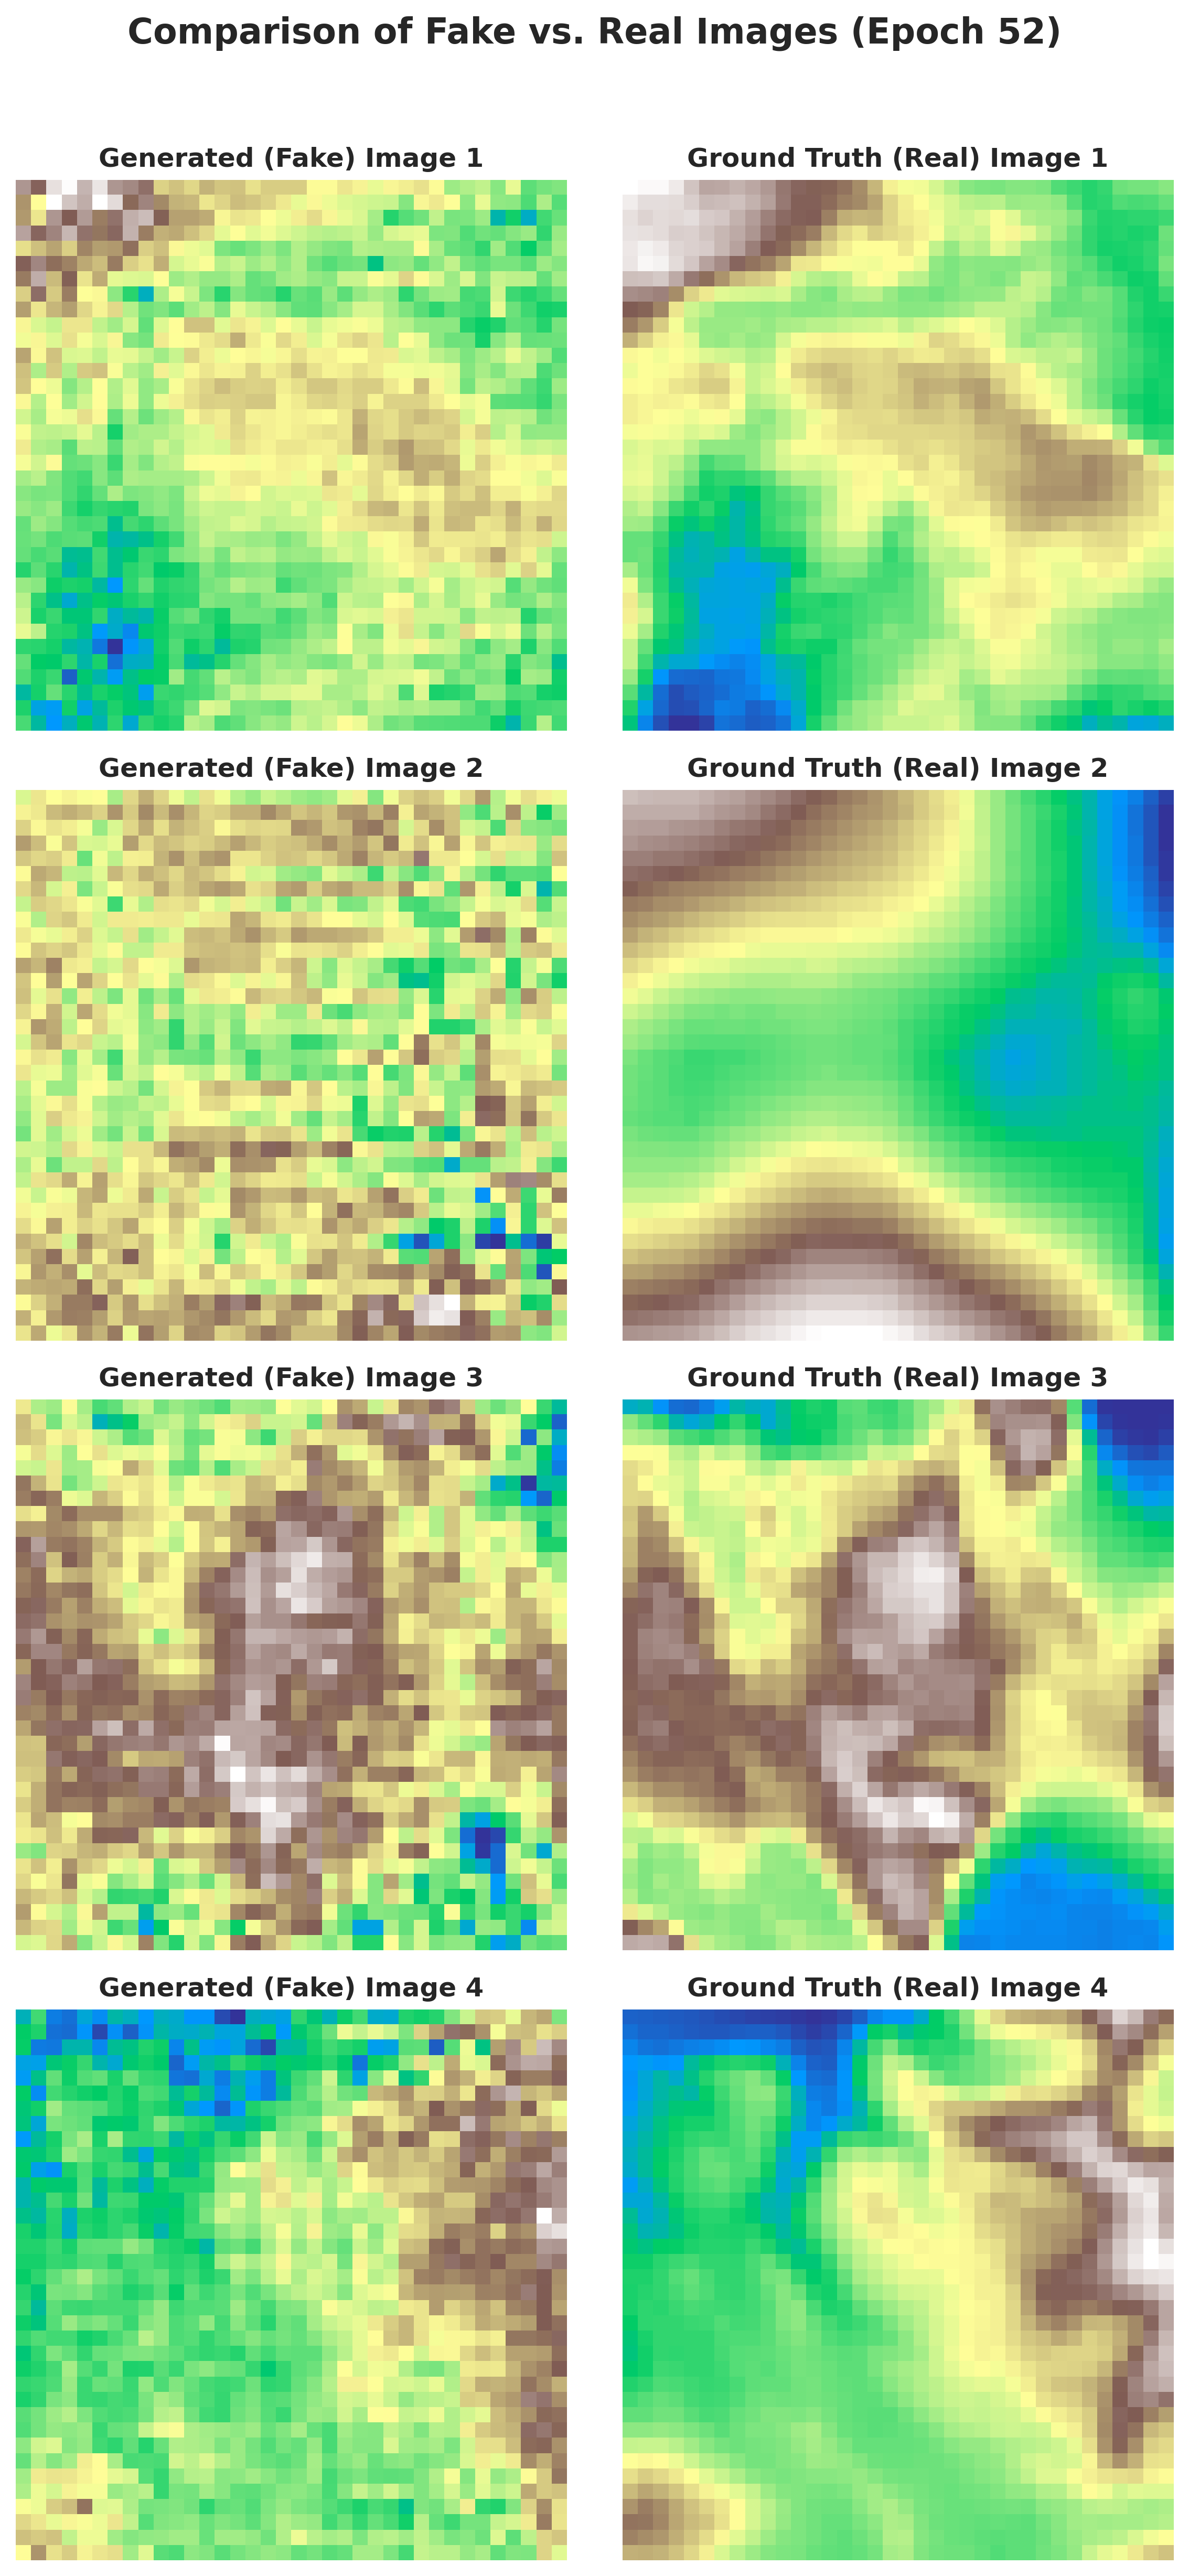 Comparison of Fake vs. Real Images (Epoch 52)
Generated (Fake) Image 1
Ground Truth (Real) Image 1
Generated (Fake) Image 2
Ground Truth (Real) Image 2
Generated (Fake) Image 3
Ground Truth (Real) Image 3
Generated (Fake) Image 4
Ground Truth (Real) Image 4